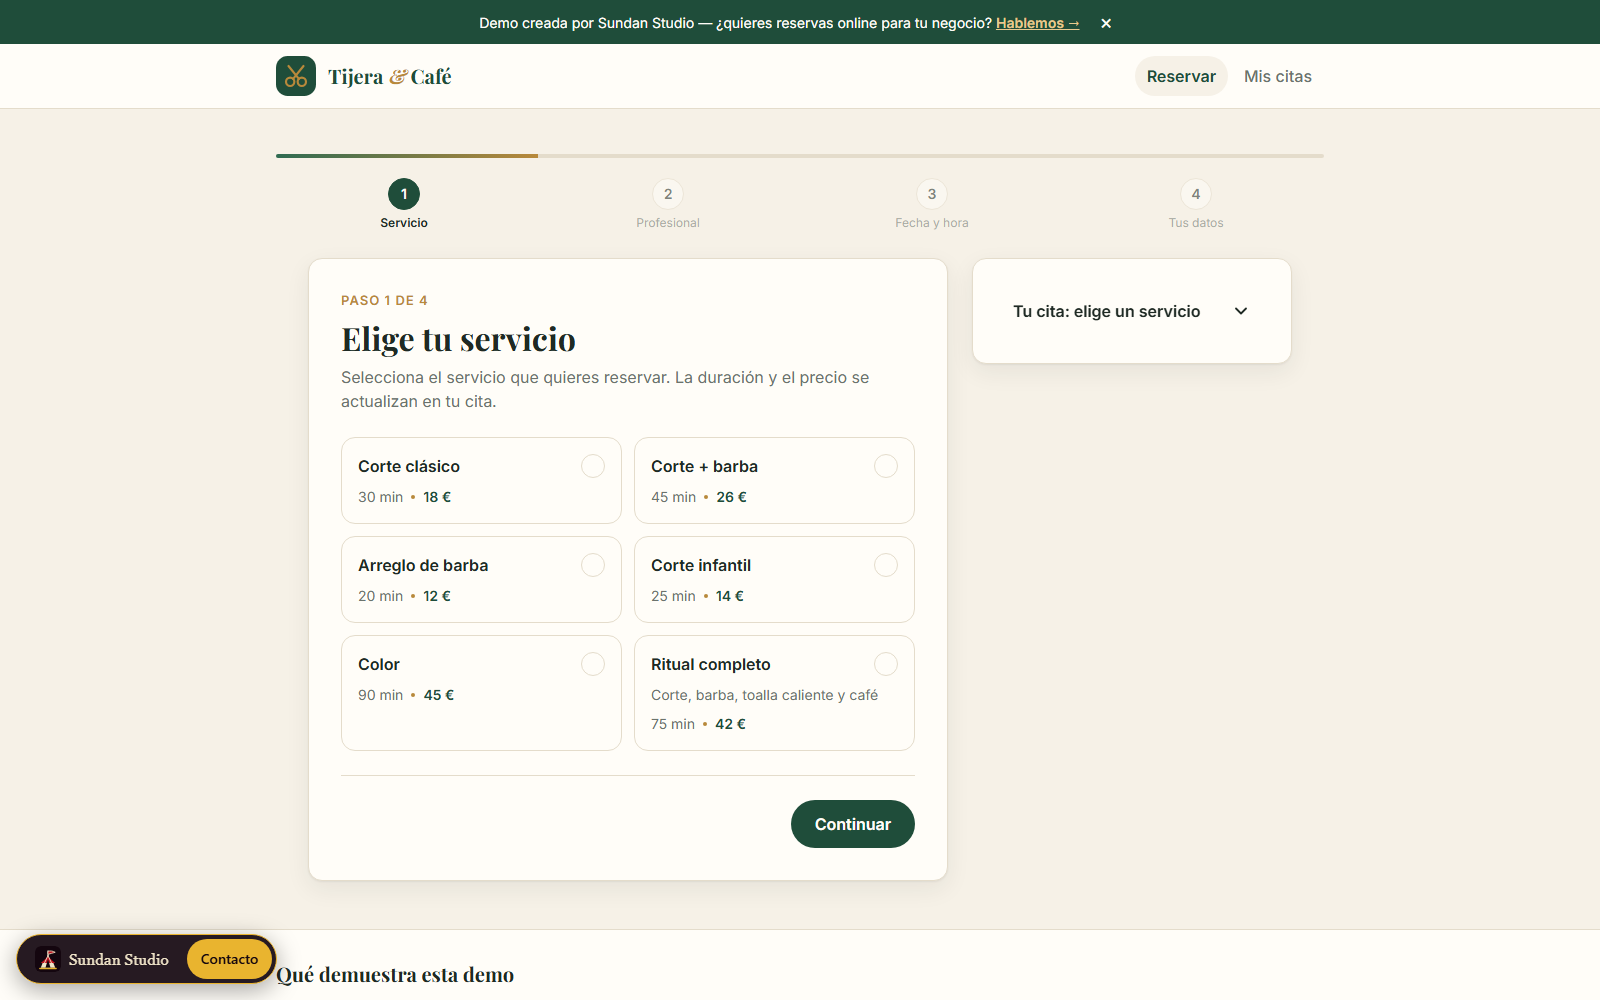 Demo creada por Sundan Studio — ¿quieres reservas online para tu negocio? Hablemos → ✕
Tijera & Café
Reservar
Mis citas
1
Servicio
2
Profesional
3
Fecha y hora
4
Tus datos
PASO 1 DE 4
Elige tu servicio
Selecciona el servicio que quieres reservar. La duración y el precio se
actualizan en tu cita.
Corte clásico
30 min • 18 €
Corte + barba
45 min • 26 €
Arreglo de barba
20 min • 12 €
Corte infantil
25 min • 14 €
Color
90 min • 45 €
Ritual completo
Corte, barba, toalla caliente y café
75 min • 42 €
Continuar
Tu cita: elige un servicio
Sundan Studio
Contacto
Qué demuestra esta demo